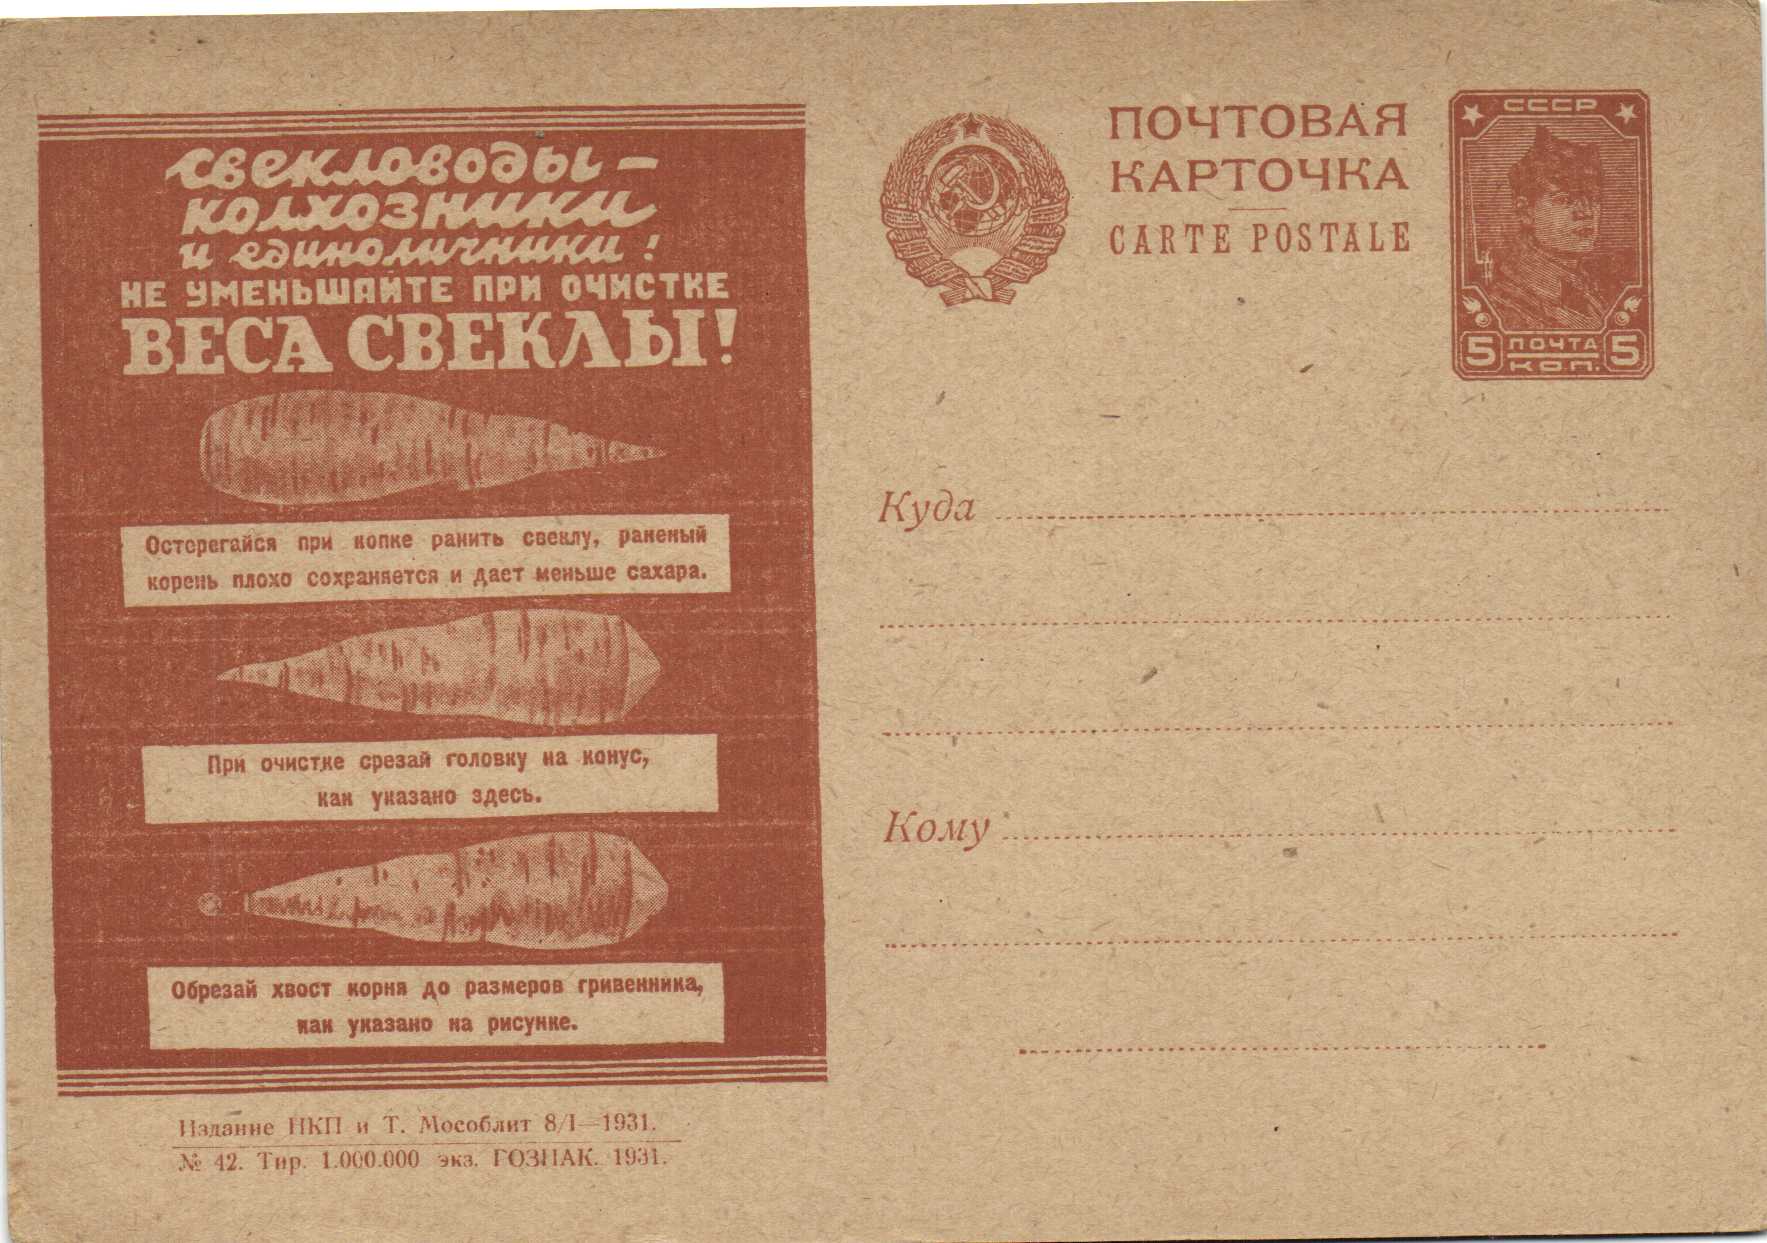 свекловоды –
колхозники
и единоличники!
НЕ УМЕНЬШАЙТЕ ПРИ ОЧИСТКЕ
ВЕСА СВЕКЛЫ!
Остерегайся при копке ранить свеклу, раненый
корень плохо сохраняется и дает меньше сахара.
При очистке срезай головку на конус,
как указано здесь.
Обрезай хвост корня до размеров гривенника,
как указано на рисунке.
Издание НКП и Т. Мособлит 8/I—1931.
№ 42. Тир. 1.000.000 экз. ГОЗНАК. 1931.
ПОЧТОВАЯ
КАРТОЧКА
CARTE POSTALE
СССР
5 ПОЧТА 5
КОП.
Куда
Кому